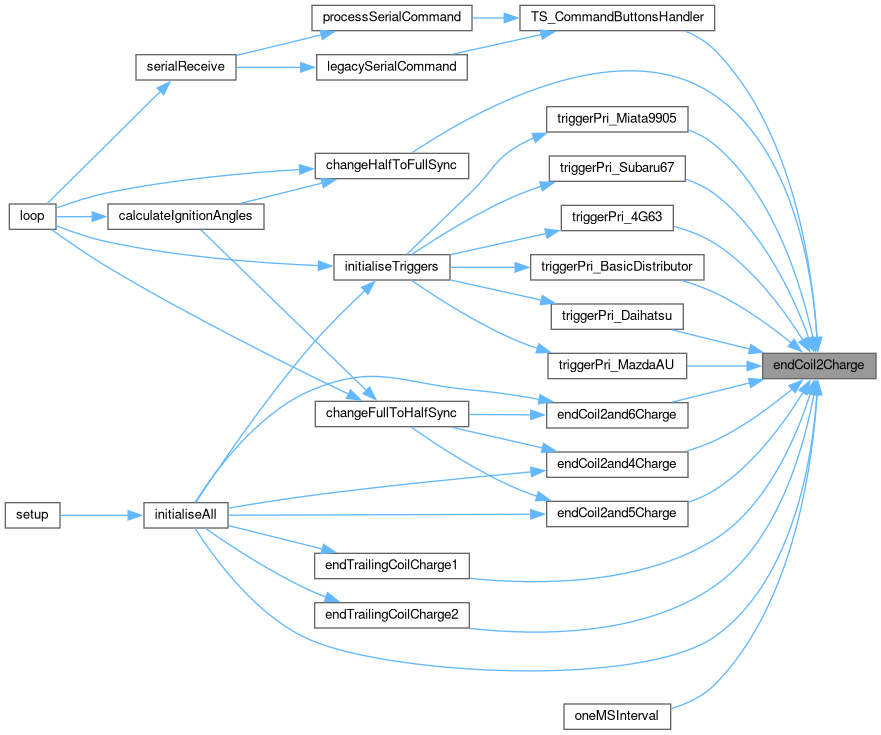 processSerialCommand
TS_CommandButtonsHandler
serialReceive
legacySerialCommand
triggerPri_Miata9905
changeHalfToFullSync
triggerPri_Subaru67
loop
calculateIgnitionAngles
triggerPri_4G63
initialiseTriggers
triggerPri_BasicDistributor
triggerPri_Daihatsu
triggerPri_MazdaAU
endCoil2Charge
changeFullToHalfSync
endCoil2and6Charge
endCoil2and4Charge
setup
initialiseAll
endCoil2and5Charge
endTrailingCoilCharge1
endTrailingCoilCharge2
oneMSInterval